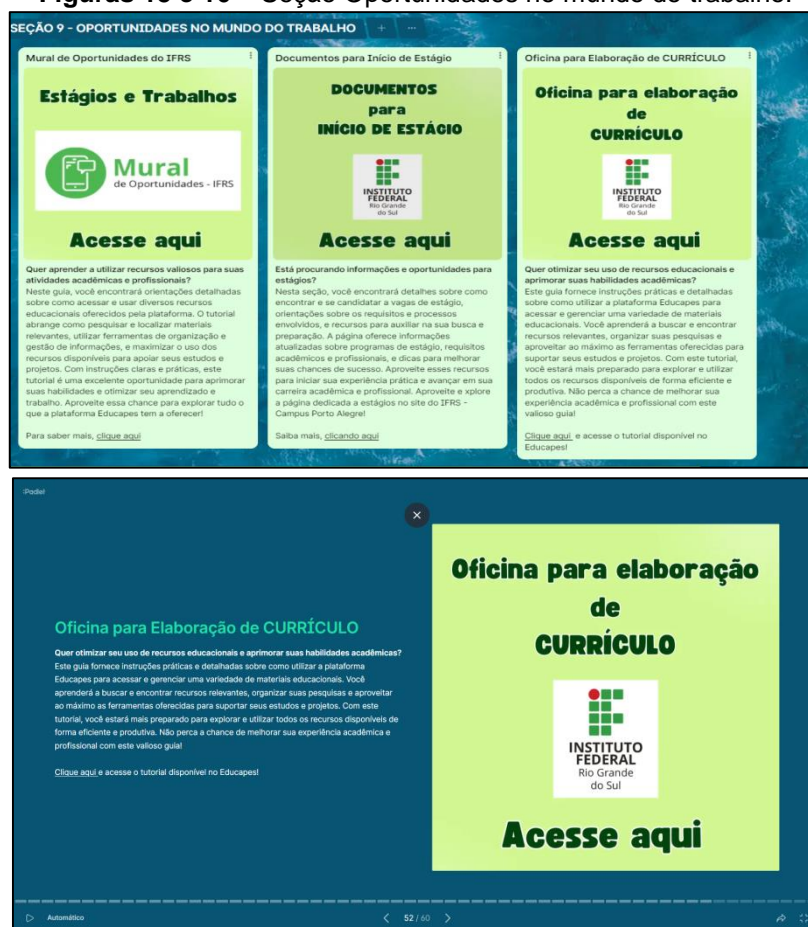 SEÇÃO 9 - OPORTUNIDADES NO MUNDO DO TRABALHO
Mural de Oportunidades do IFRS
Estágios e Trabalhos
Mural
de Oportunidades - IFRS
Acesse aqui
Quer aprender a utilizar recursos valiosos para suas
atividades acadêmicas e profissionais?
Neste guia, você encontrará orientações detalhadas
sobre como acessar e usar diversos recursos
educacionais oferecidos pela plataforma. O tutorial
abrange como pesquisar e localizar materiais
relevantes, utilizar ferramentas de organização e
gestão de informações, e maximizar o uso dos
recursos disponíveis para apoiar seus estudos e
projetos. Com instruções claras e práticas, este
tutorial é uma excelente oportunidade para aprimorar
suas habilidades e otimizar seu aprendizado e
trabalho. Aproveite essa chance para explorar tudo o
que a plataforma Educapes tem a oferecer!
Para saber mais, clique aqui
Documentos para Início de Estágio
DOCUMENTOS
para
INÍCIO DE ESTÁGIO
INSTITUTO
FEDERAL
Rio Grande
do Sul
Acesse aqui
Está procurando informações e oportunidades para
estágios?
Nesta seção, você encontrará detalhes sobre como
encontrar e se candidatar a vagas de estágio,
orientações sobre os requisitos e processos
envolvidos, e recursos para auxiliar na sua busca e
preparação. A página oferece informações
atualizadas sobre programas de estágio, requisitos
acadêmicos e profissionais, e dicas para melhorar
suas chances de sucesso. Aproveite esses recursos
para iniciar sua experiência prática e avançar em sua
carreira acadêmica e profissional. Aproveite e xplore
a página dedicada a estágios no site do IFRS -
Campus Porto Alegre!
Saiba mais, clicando aqui
Oficina para Elaboração de CURRÍCULO
Oficina para elaboração
de
CURRÍCULO
INSTITUTO
FEDERAL
Rio Grande
do Sul
Acesse aqui
Quer otimizar seu uso de recursos educacionais e
aprimorar suas habilidades acadêmicas?
Este guia fornece instruções práticas e detalhadas
sobre como utilizar a plataforma Educapes para
acessar e gerenciar uma variedade de materiais
educacionais. Você aprenderá a buscar e encontrar
recursos relevantes, organizar suas pesquisas e
aproveitar ao máximo as ferramentas oferecidas para
suportar seus estudos e projetos. Com este tutorial,
você estará mais preparado para explorar e utilizar
todos os recursos disponíveis de forma eficiente e
produtiva. Não perca a chance de melhorar sua
experiência acadêmica e profissional com este
valioso guia!
Clique aqui e acesse o tutorial disponível no
Educapes!
:Padlet
Oficina para Elaboração de CURRÍCULO
Quer otimizar seu uso de recursos educacionais e aprimorar suas habilidades acadêmicas?
Este guia fornece instruções práticas e detalhadas sobre como utilizar a plataforma
Educapes para acessar e gerenciar uma variedade de materiais educacionais. Você
aprenderá a buscar e encontrar recursos relevantes, organizar suas pesquisas e aproveitar
ao máximo as ferramentas oferecidas para suportar seus estudos e projetos. Com este
tutorial, você estará mais preparado para explorar e utilizar todos os recursos disponíveis de
forma eficiente e produtiva. Não perca a chance de melhorar sua experiência acadêmica e
profissional com este valioso guia!
Clique aqui e acesse o tutorial disponível no Educapes!
Oficina para elaboração
de
CURRÍCULO
INSTITUTO
FEDERAL
Rio Grande
do Sul
Acesse aqui
Automático
52 / 60